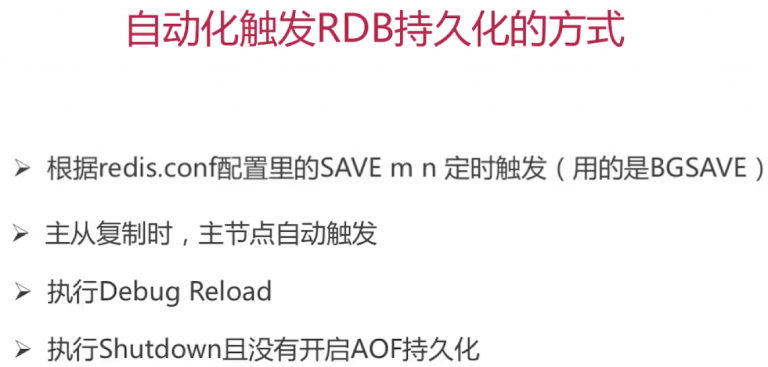 自动化触发RDB持久化的方式
➢ 根据redis.conf配置里的SAVE m n 定时触发（用的是BGSAVE）
➢ 主从复制时，主节点自动触发
➢ 执行Debug Reload
➢ 执行Shutdown且没有开启AOF持久化